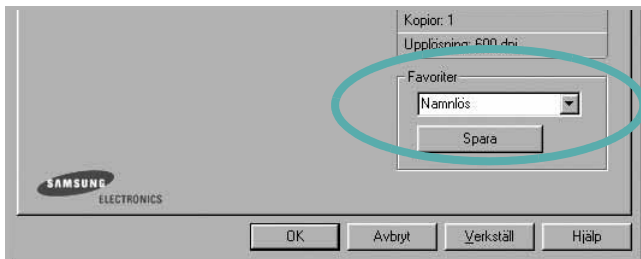 Kopior: 1
Upplösning: 600 dpi
Favoriter
Namnlös
Spara
SAMSUNG
ELECTRONICS
OK
Avbryt
Verkställ
Hjälp